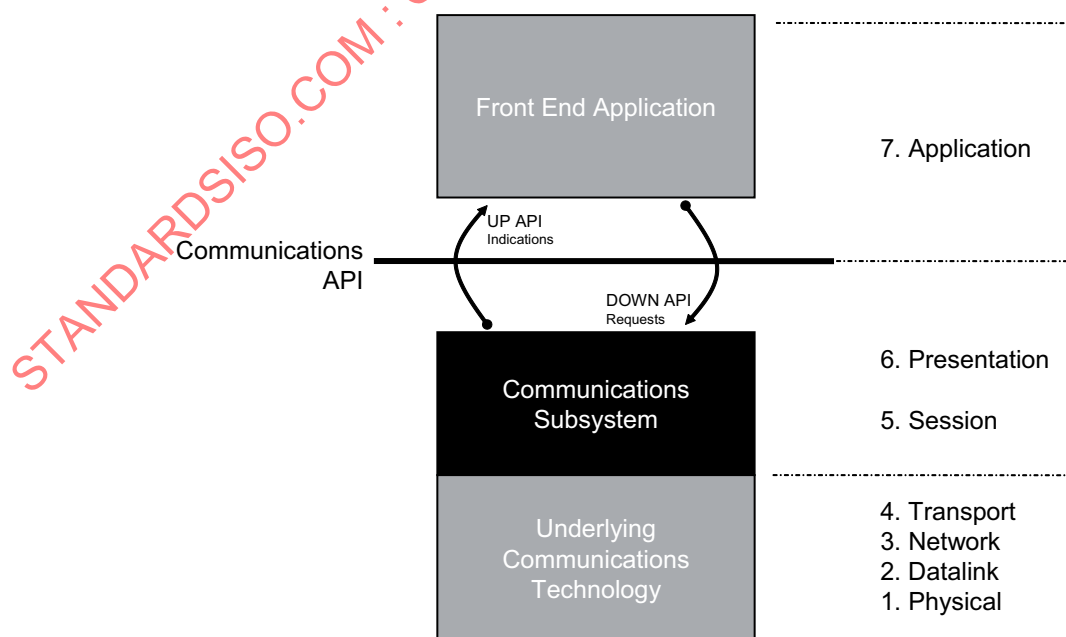 STANDARDSISO.COM :
Front End Application
7. Application
UP API
Indications
Communications
API
DOWN API
Requests
Communications
Subsystem
6. Presentation
5. Session
Underlying
Communications
Technology
4. Transport
3. Network
2. Datalink
1. Physical